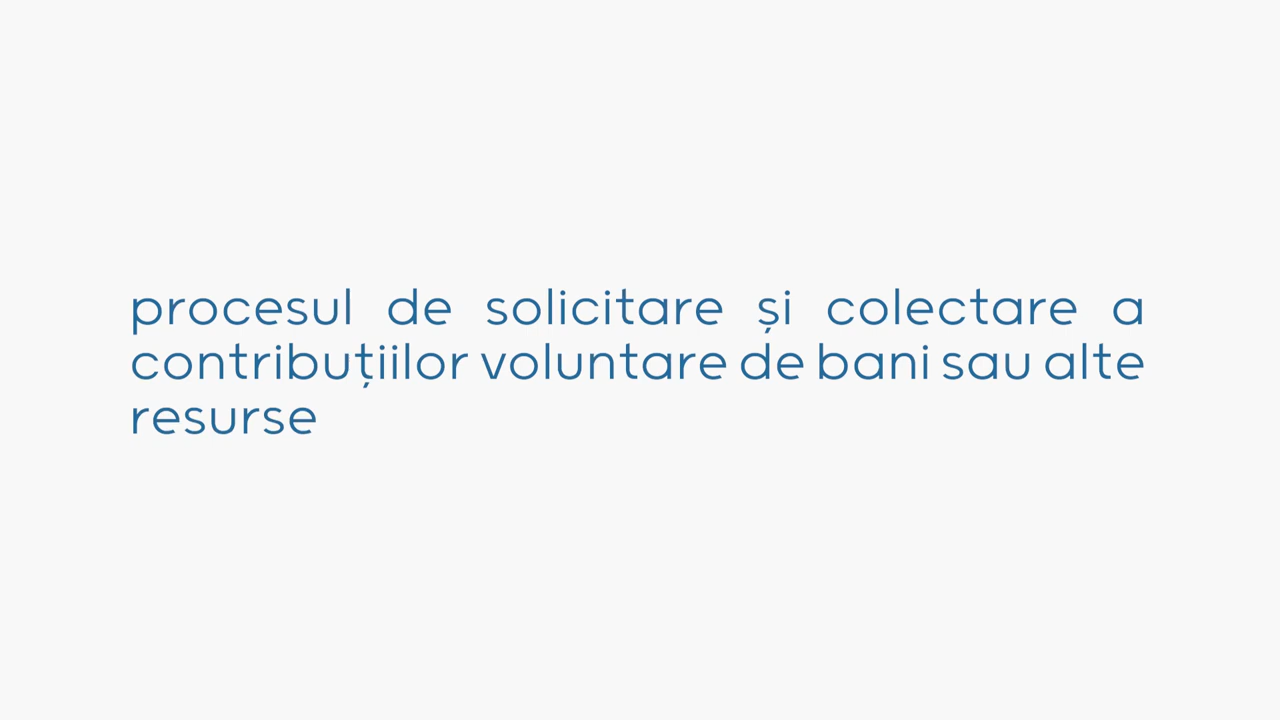 procesul de solicitare și colectare a
contribuțiilor voluntare de bani sau alte
resurse